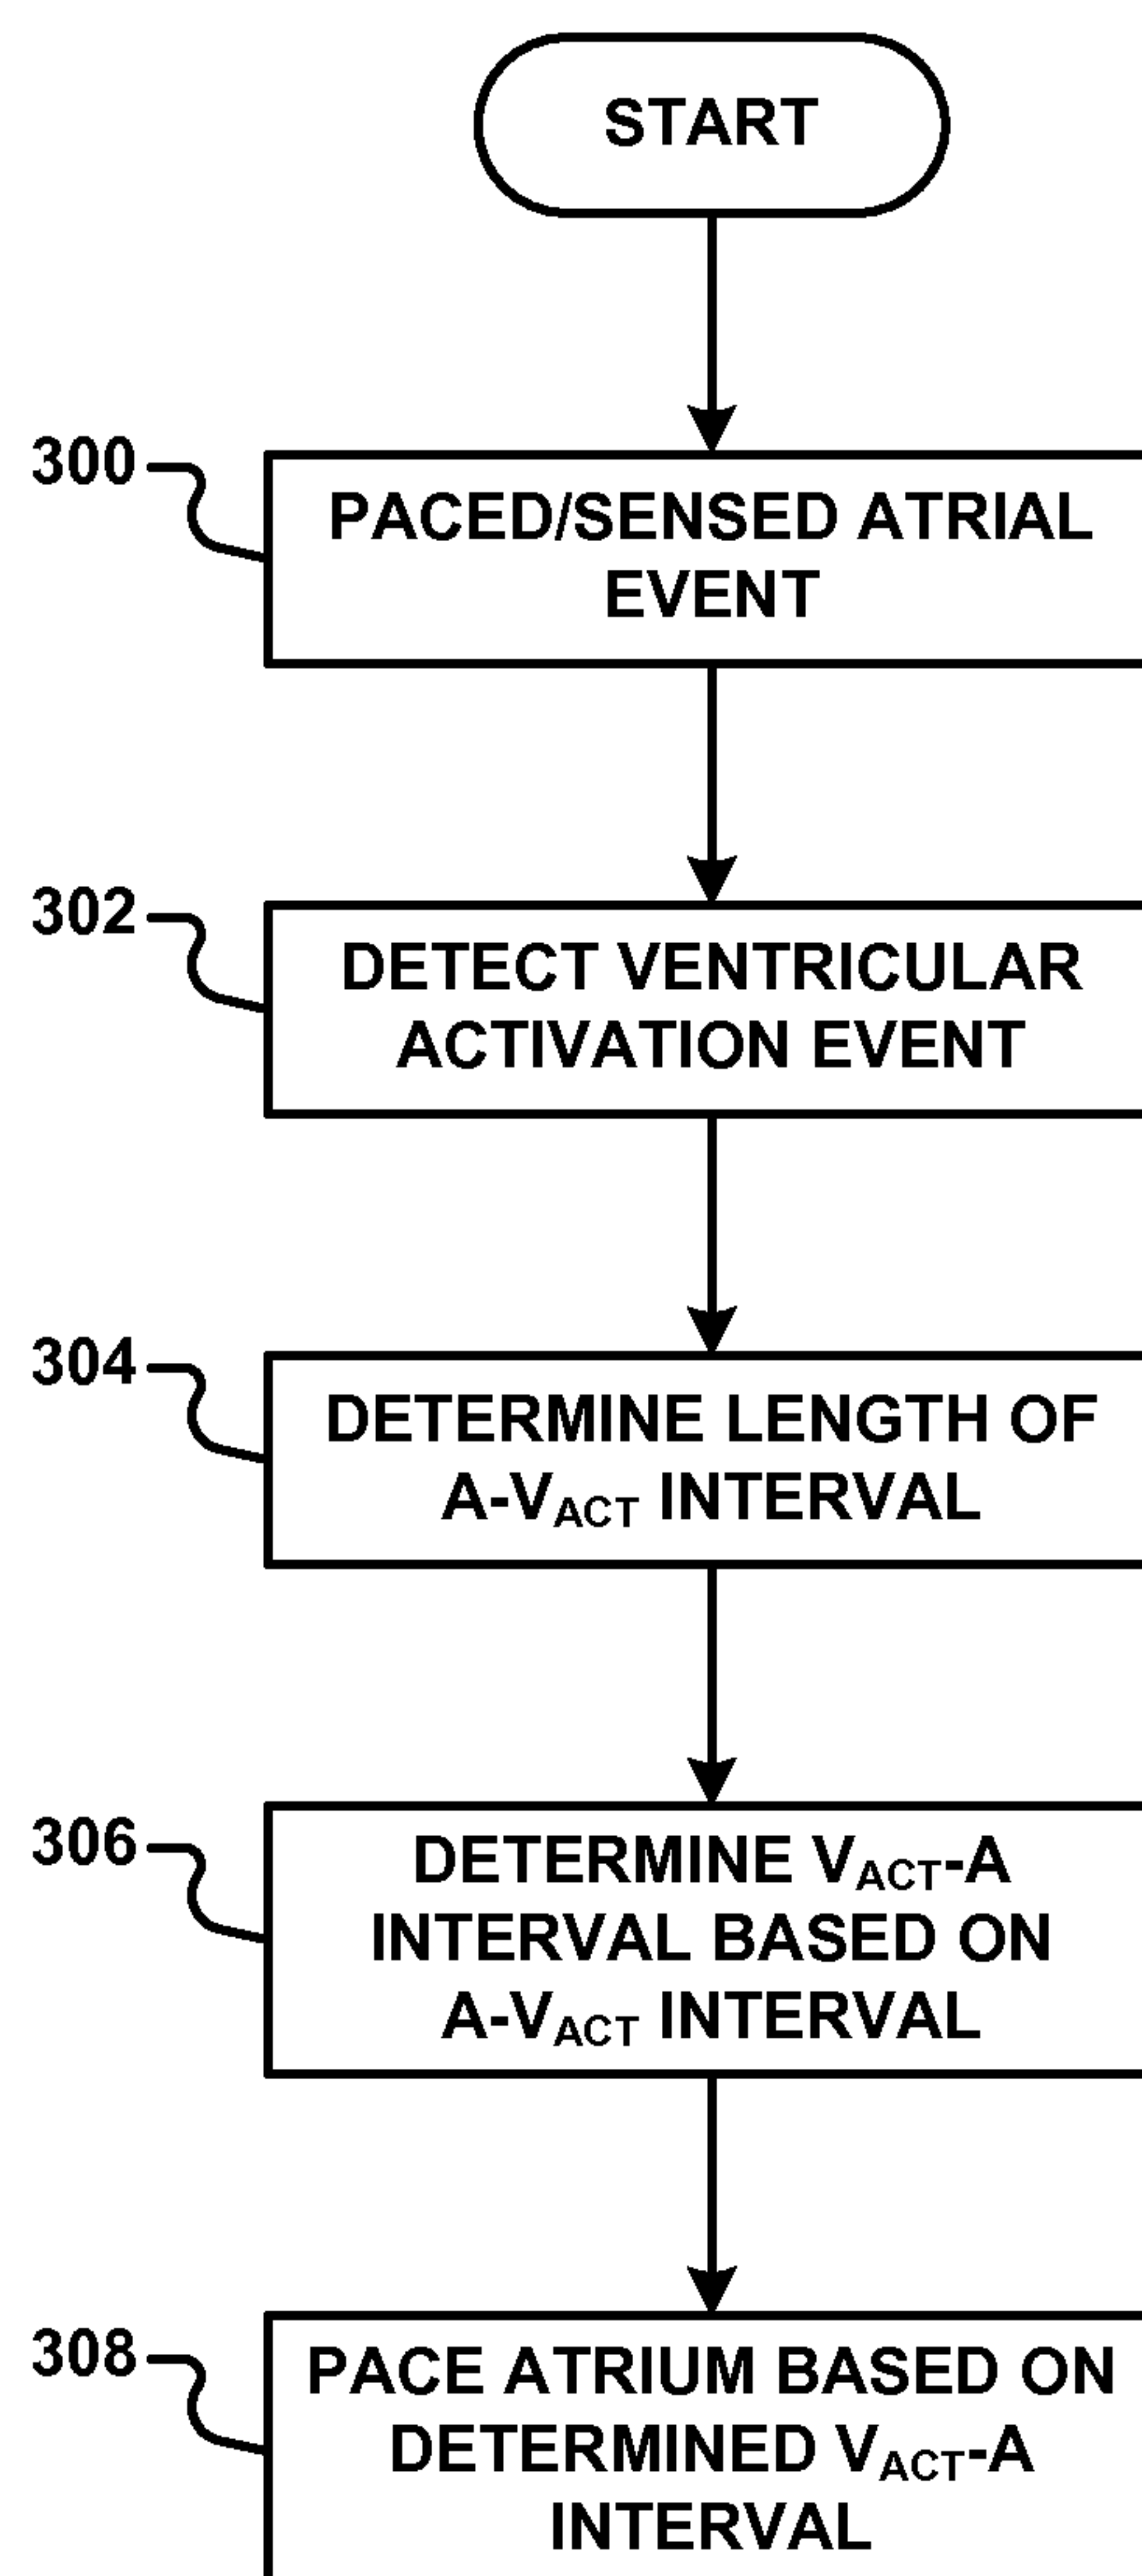 START
300
PACED/SENSED ATRIAL
EVENT
302
DETECT VENTRICULAR
ACTIVATION EVENT
304
DETERMINE LENGTH OF
A-VACT INTERVAL
306
DETERMINE VACT-A
INTERVAL BASED ON
A-VACT INTERVAL
308
PACE ATRIUM BASED ON
DETERMINED VACT-A
INTERVAL